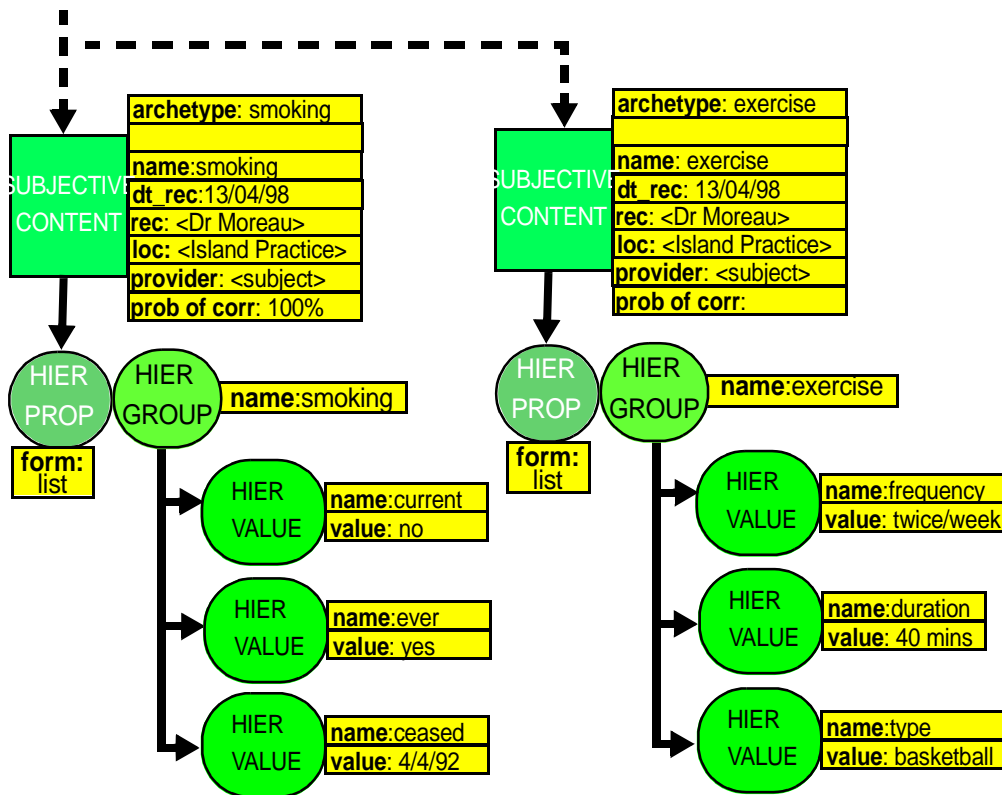 archetype: smoking
name:smoking
dt_rec:13/04/98
rec: <Dr Moreau>
loc: <Island Practice>
provider: <subject>
prob of corr: 100%
SUBJECTIVE
CONTENT
HIER
PROP
HIER
GROUP
name:smoking
form:
list
HIER
VALUE
name:current
value: no
HIER
VALUE
name:ever
value: yes
HIER
VALUE
name:ceased
value: 4/4/92
archetype: exercise
name: exercise
dt_rec: 13/04/98
rec: <Dr Moreau>
loc: <Island Practice>
provider: <subject>
prob of corr:
SUBJECTIVE
CONTENT
HIER
PROP
HIER
GROUP
name:exercise
form:
list
HIER
VALUE
name:frequency
value: twice/week
HIER
VALUE
name:duration
value: 40 mins
HIER
VALUE
name:type
value: basketball